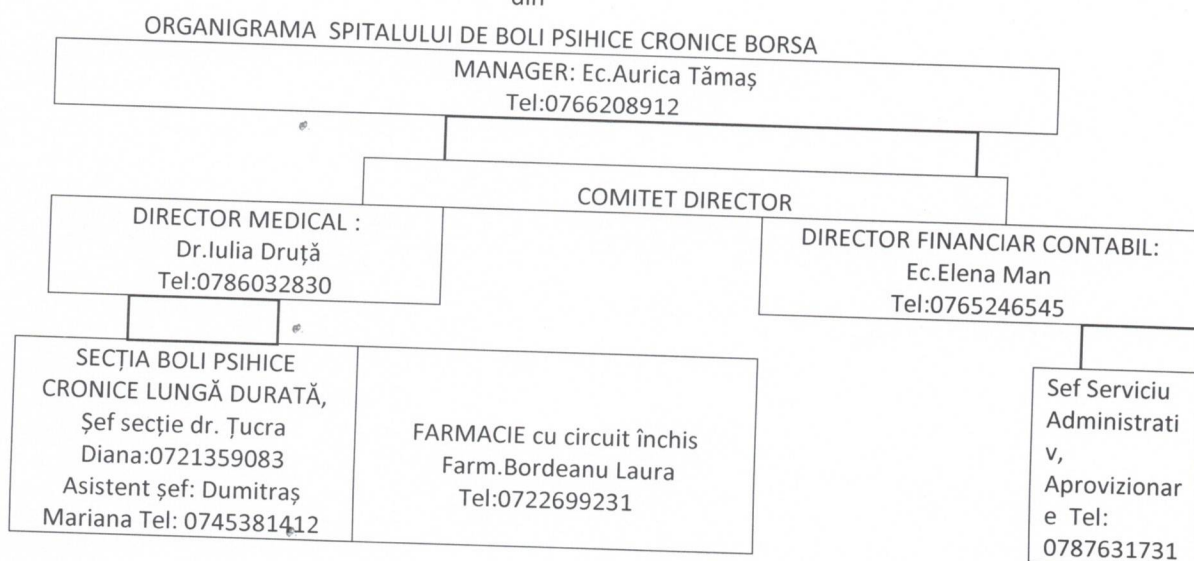 din
ORGANIGRAMA SPITALULUI DE BOLI PSIHICE CRONICE BORSA
MANAGER: Ec.Aurica Tămaș
Tel:0766208912
COMITET DIRECTOR
DIRECTOR MEDICAL :
Dr.Iulia Druță
Tel:0786032830
DIRECTOR FINANCIAR CONTABIL:
Ec.Elena Man
Tel:0765246545
SECȚIA BOLI PSIHICE
CRONICE LUNGĂ DURATĂ,
Șef secție dr. Țucra
Diana:0721359083
Asistent șef: Dumitraș
Mariana Tel: 0745381412
FARMACIE cu circuit închis
Farm.Bordeanu Laura
Tel:0722699231
Sef Serviciu
Administrati
v,
Aprovizionar
e Tel:
0787631731